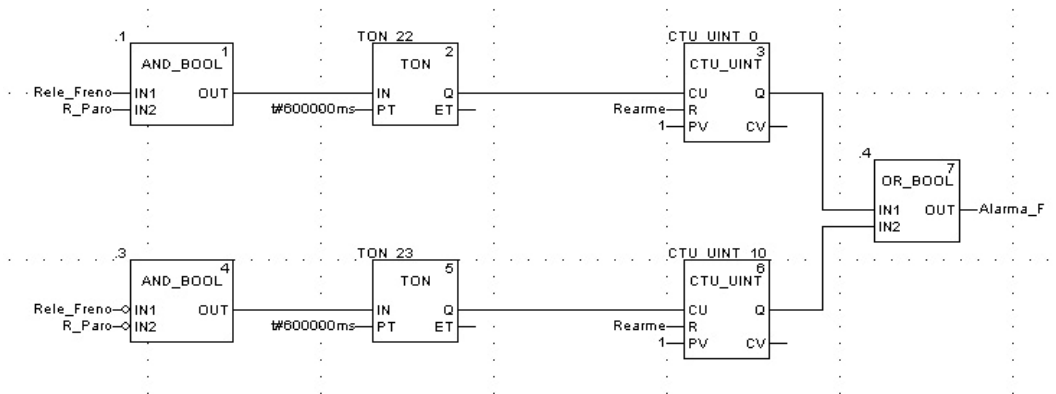 .1
1
AND_BOOL
Rele_Freno IN1 OUT
R_Paro IN2
TON_22
2
TON
IN Q
t#600000ms PT ET
CTU_UINT_0
3
CTU_UINT
CU Q
Rearme R
1 PV CV
.4
7
OR_BOOL
IN1 OUT Alarma_F
IN2
.3
4
AND_BOOL
Rele_Freno IN1 OUT
R_Paro IN2
TON_23
5
TON
IN Q
t#600000ms PT ET
CTU_UINT_10
6
CTU_UINT
CU Q
Rearme R
1 PV CV